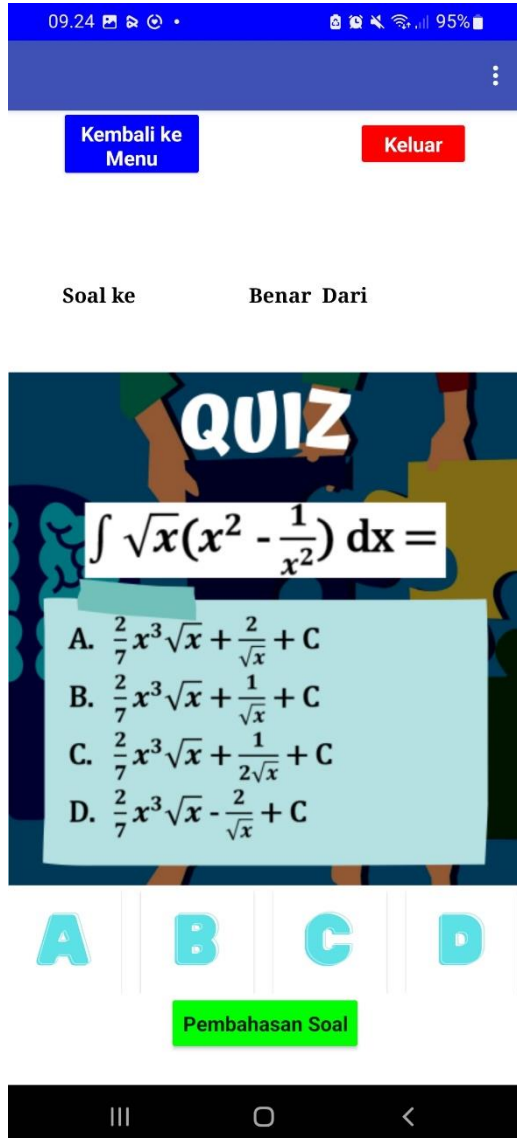 09.24 95%
Kembali ke
Menu
Keluar
Soal ke Benar Dari
QUIZ
∫ √x(x² - 1/x²) dx =
A. 2/7 x³√x + 2/√x + C
B. 2/7 x³√x + 1/√x + C
C. 2/7 x³√x + 1/2√x + C
D. 2/7 x³√x - 2/√x + C
A B C D
Pembahasan Soal